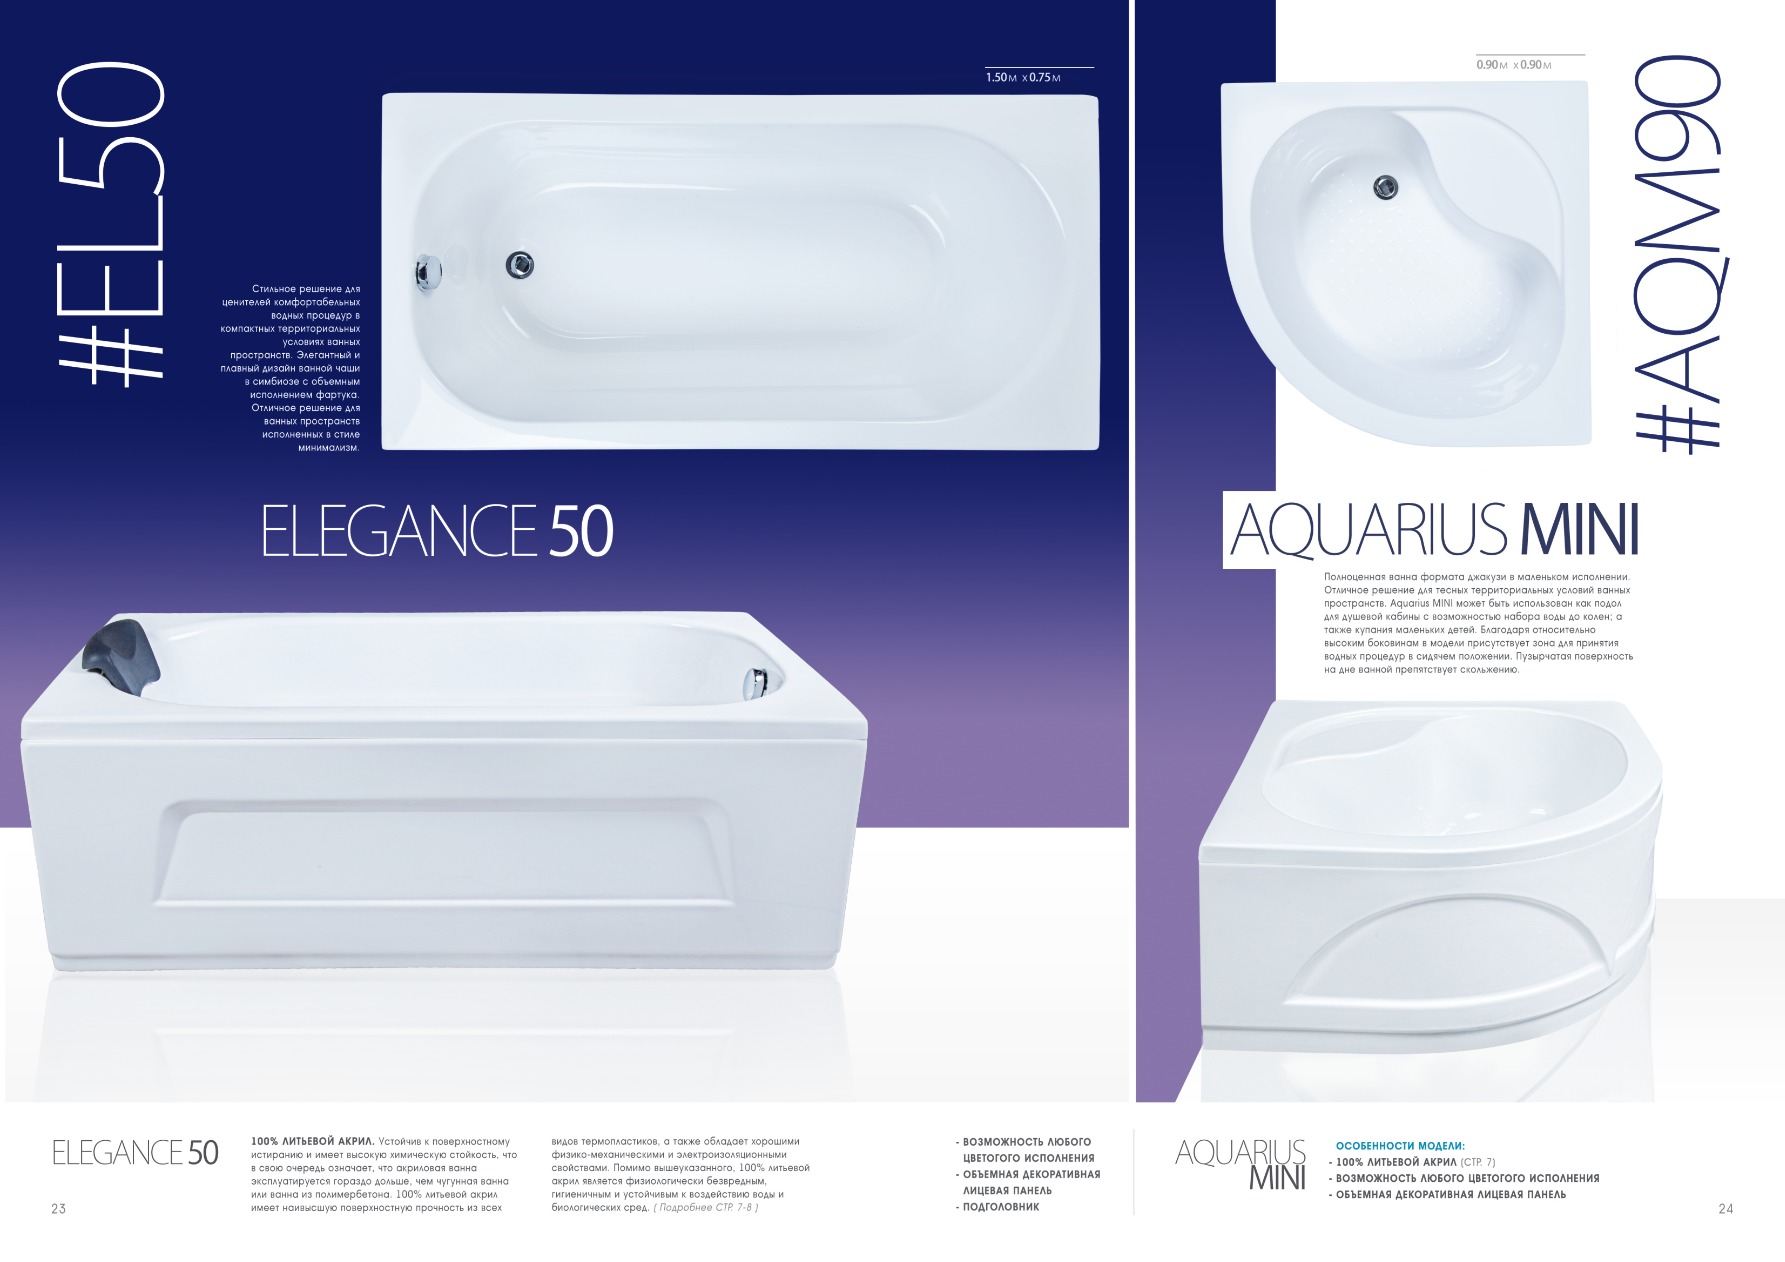 #EL50
1.50м x 0.75м
Стильное решение для
ценителей комфортабельных
водных процедур в
компактных территориальных
условиях ванных
пространств. Элегантный и
плавный дизайн ванной чаши
в симбиозе с объемным
исполнением фартука.
Отличное решение для
ванных пространств
исполненных в стиле
минимализм.
ELEGANCE 50
ELEGANCE 50
100% ЛИТЬЕВОЙ АКРИЛ. Устойчив к поверхностному
истиранию и имеет высокую химическую стойкость, что
в свою очередь означает, что акриловая ванна
эксплуатируется гораздо дольше, чем чугунная ванна
или ванна из полимербетона. 100% литьевой акрил
имеет наивысшую поверхностную прочность из всех
видов термопластиков, а также обладает хорошими
физико-механическими и электроизоляционными
свойствами. Помимо вышеуказанного, 100% литьевой
акрил является физиологически безвредным,
гигиеничным и устойчивым к воздействию воды и
биологических сред. ( Подробнее СТР. 7-8 )
- ВОЗМОЖНОСТЬ ЛЮБОГО
ЦВЕТОГОГО ИСПОЛНЕНИЯ
- ОБЪЕМНАЯ ДЕКОРАТИВНАЯ
ЛИЦЕВАЯ ПАНЕЛЬ
- ПОДГОЛОВНИК
23
0.90м x 0.90м
#AQM90
AQUARIUS MINI
Полноценная ванна формата джакузи в маленьком исполнении.
Отличное решение для тесных территориальных условий ванных
пространств. Aquarius MINI может быть использован как подол
для душевой кабины с возможностью набора воды до колен; а
также купания маленьких детей. Благодаря относительно
высоким боковинам в модели присутствует зона для принятия
водных процедур в сидячем положении. Пузырчатая поверхность
на дне ванной препятствует скольжению.
AQUARIUS
MINI
ОСОБЕННОСТИ МОДЕЛИ:
- 100% ЛИТЬЕВОЙ АКРИЛ (СТР. 7)
- ВОЗМОЖНОСТЬ ЛЮБОГО ЦВЕТОГОГО ИСПОЛНЕНИЯ
- ОБЪЕМНАЯ ДЕКОРАТИВНАЯ ЛИЦЕВАЯ ПАНЕЛЬ
24